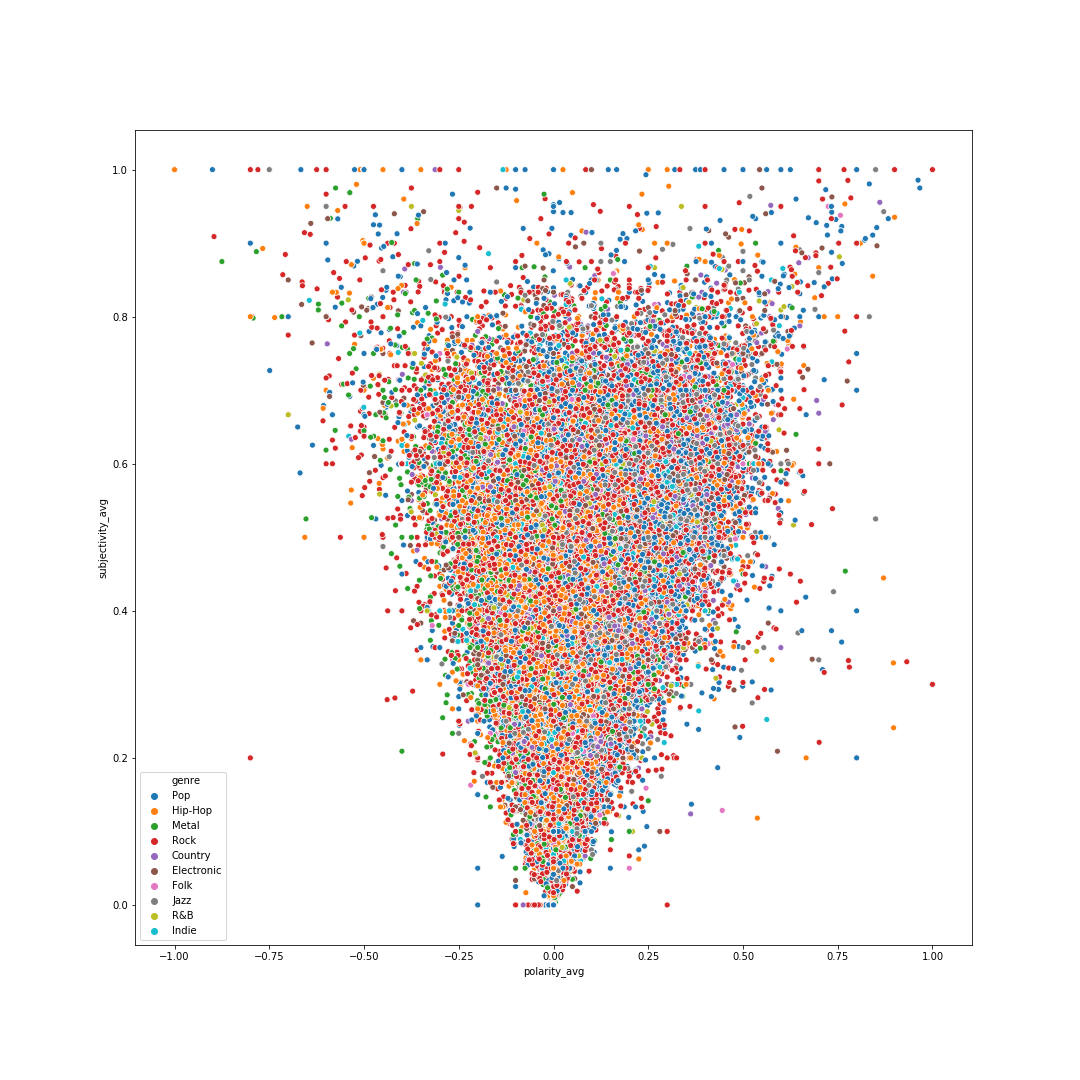 1.0
0.8
0.6
0.4
0.2
0.0
subjectivity_avg
genre
Pop
Hip-Hop
Metal
Rock
Country
Electronic
Folk
Jazz
R&B
Indie
−1.00 −0.75 −0.50 −0.25 0.00 0.25 0.50 0.75 1.00
polarity_avg